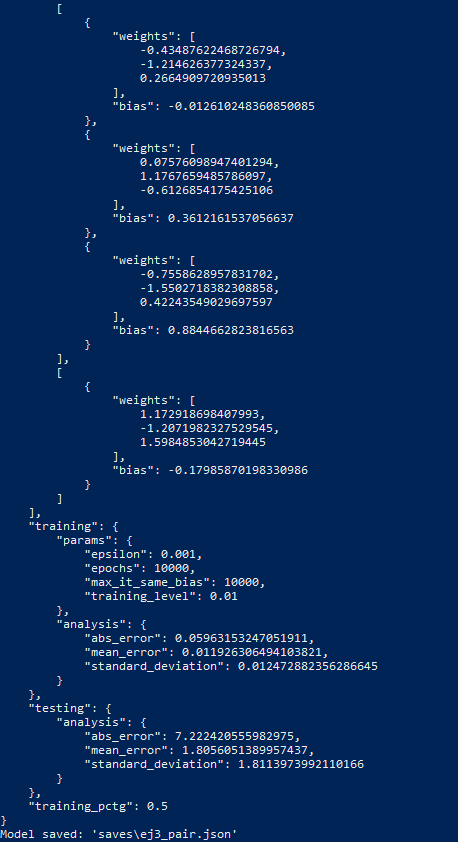 [
{
"weights": [
-0.43487622468726794,
-1.214626377324337,
0.2664909720935013
],
"bias": -0.012610248360850085
},
{
"weights": [
0.07576098947401294,
1.1767659485786097,
-0.6126854175425106
],
"bias": 0.3612161537056637
},
{
"weights": [
-0.7558628957831702,
-1.5502718382308858,
0.42243549029697597
],
"bias": 0.8844662823816563
}
],
[
{
"weights": [
1.172918698407993,
-1.2071982327529545,
1.5984853042719445
],
"bias": -0.17985870198330986
}
]
],
"training": {
"params": {
"epsilon": 0.001,
"epochs": 10000,
"max_it_same_bias": 10000,
"training_level": 0.01
},
"analysis": {
"abs_error": 0.05963153247051911,
"mean_error": 0.011926306494103821,
"standard_deviation": 0.012472882356286645
}
},
"testing": {
"analysis": {
"abs_error": 7.222420555982975,
"mean_error": 1.8056051389957437,
"standard_deviation": 1.8113973992110166
}
},
"training_pctg": 0.5
}
Model saved: 'saves\ej3_pair.json'